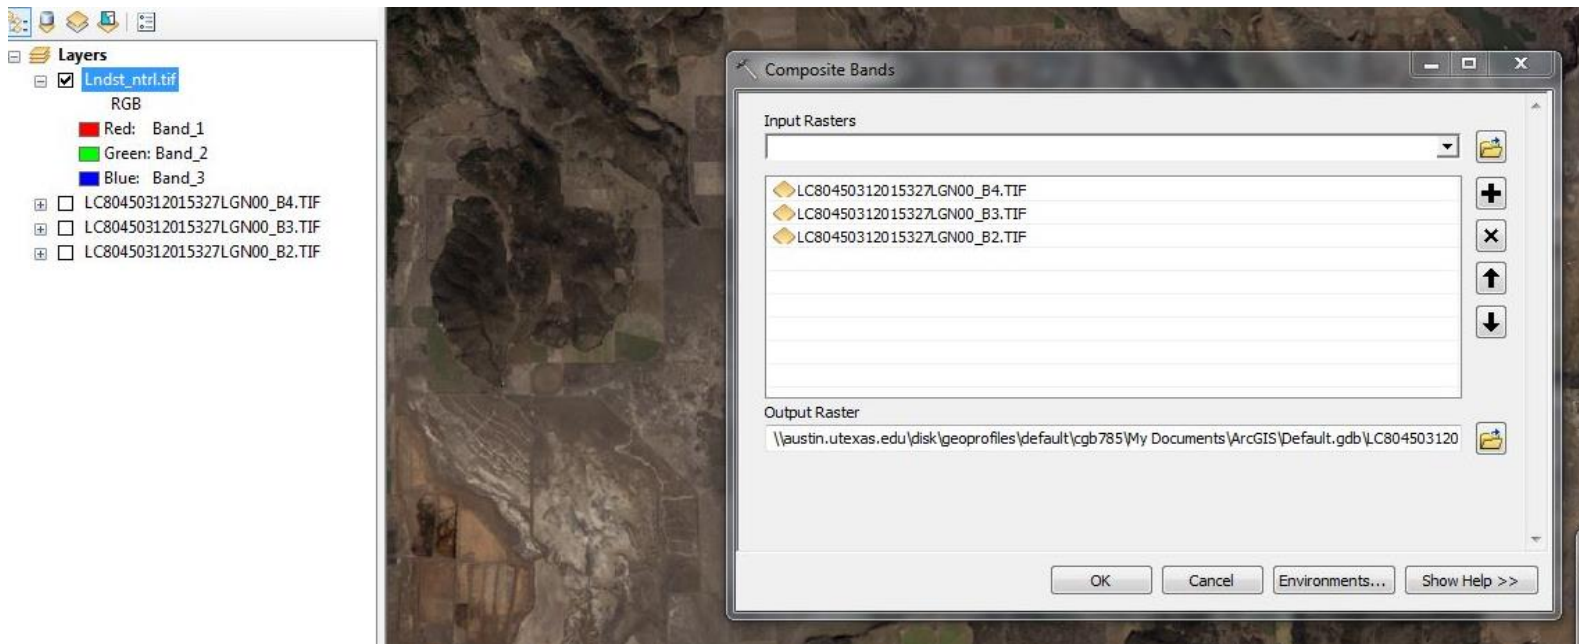 Layers
Lndst_ntrl.tif
RGB
Red: Band_1
Green: Band_2
Blue: Band_3
LC80450312015327LGN00_B4.TIF
LC80450312015327LGN00_B3.TIF
LC80450312015327LGN00_B2.TIF
Composite Bands
Input Rasters
LC80450312015327LGN00_B4.TIF
LC80450312015327LGN00_B3.TIF
LC80450312015327LGN00_B2.TIF
Output Raster
\\austin.utexas.edu\disk\geoprofiles\default\cgb785\My Documents\ArcGIS\Default.gdb\LC804503120
OK
Cancel
Environments...
Show Help >>